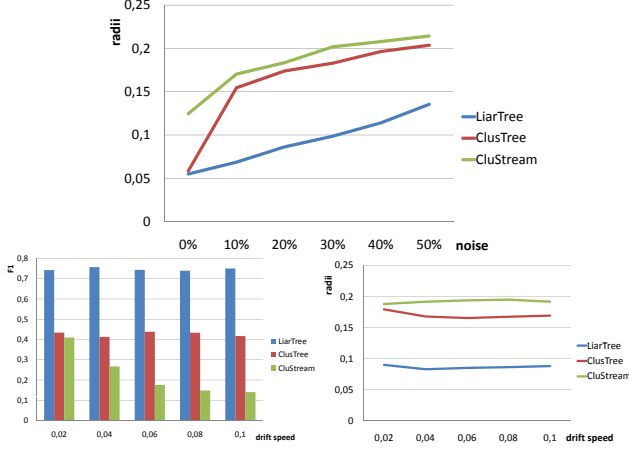 0,25
radii
0,2
0,15
0,1
0,05
0
LiarTree
ClusTree
CluStream
0% 10% 20% 30% 40% 50% noise
F1
0,8
0,7
0,6
0,5
0,4
0,3
0,2
0,1
0
LiarTree
ClusTree
CluStream
0,02 0,04 0,06 0,08 0,1 drift speed
radii
0,25
0,2
0,15
0,1
0,05
0
LiarTree
ClusTree
CluStream
0,02 0,04 0,06 0,08 0,1 drift speed